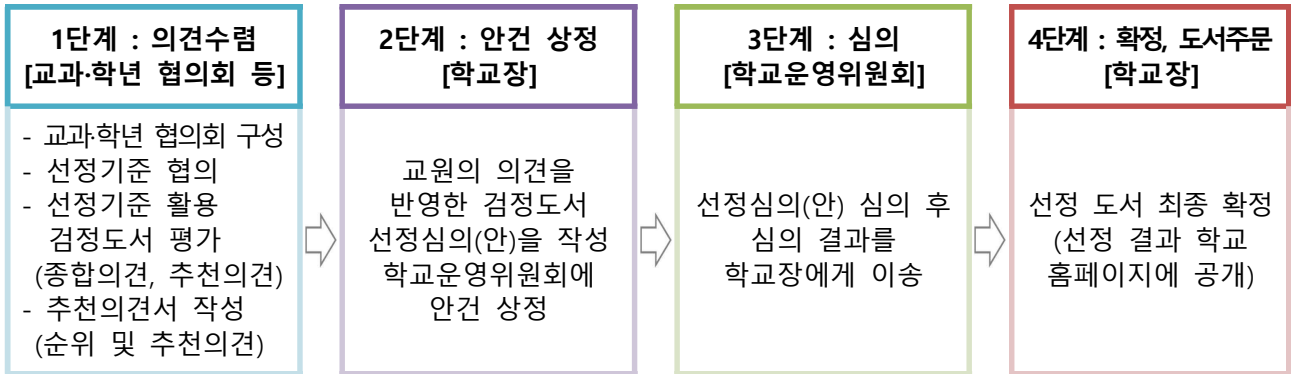 1단계 : 의견수렴
[교과·학년 협의회 등]
- 교과·학년 협의회 구성
- 선정기준 협의
- 선정기준 활용
검정도서 평가
(종합의견, 추천의견)
- 추천의견서 작성
(순위 및 추천의견)
2단계 : 안건 상정
[학교장]
교원의 의견을
반영한 검정도서
선정심의(안)을 작성
학교운영위원회에
안건 상정
3단계 : 심의
[학교운영위원회]
선정심의(안) 심의 후
심의 결과를
학교장에게 이송
4단계 : 확정, 도서주문
[학교장]
선정 도서 최종 확정
(선정 결과 학교
홈페이지에 공개)